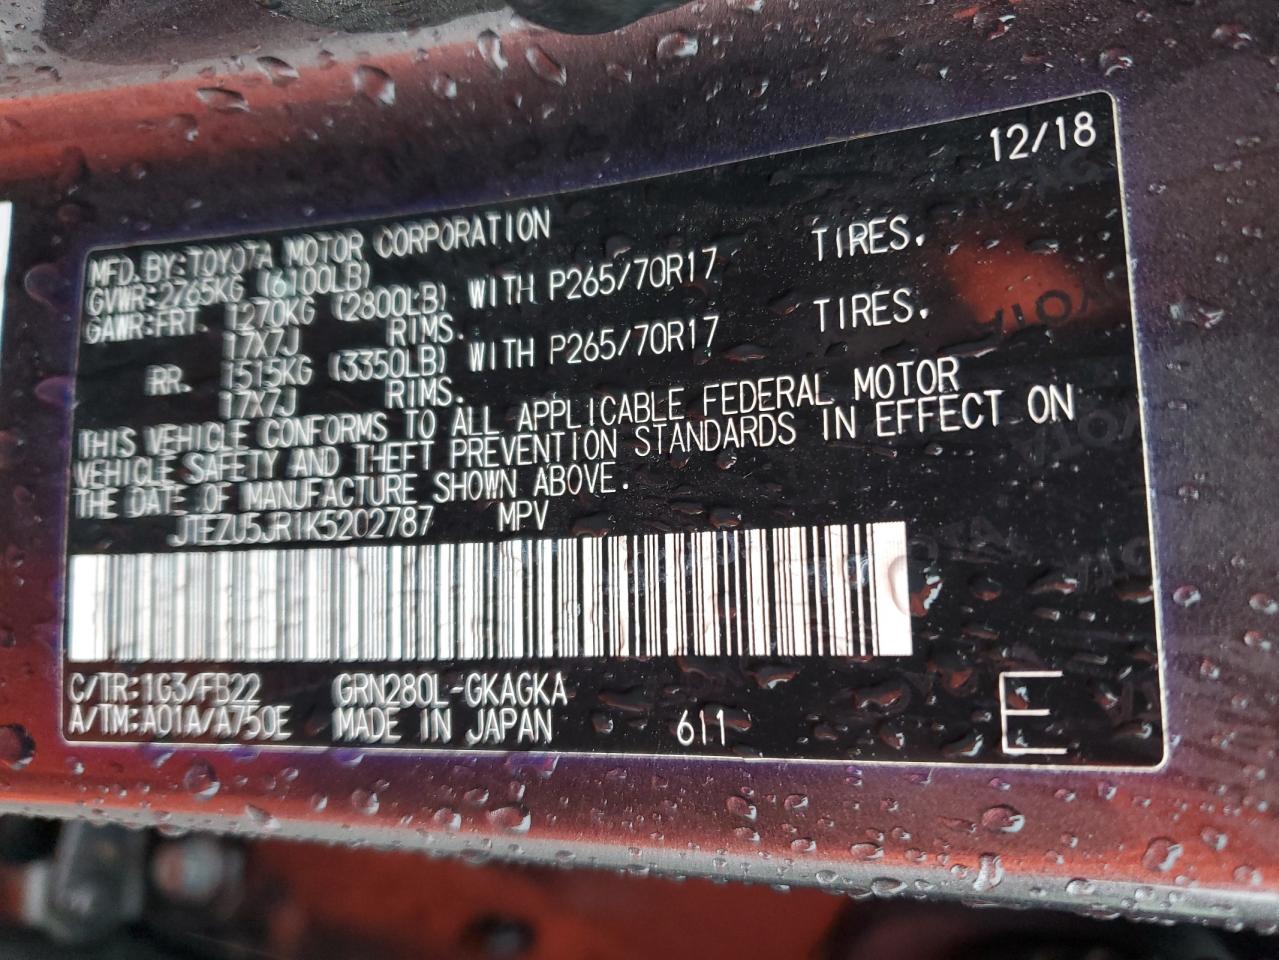 12/18
MFD. BY: TOYOTA MOTOR CORPORATION
GVWR: 2765KG (6100LB)
GAWR: FRT. 1270KG (2800LB) WITH P265/70R17 TIRES.
17X7J RIMS.
RR. 1515KG (3350LB) WITH P265/70R17 TIRES.
17X7J RIMS.
THIS VEHICLE CONFORMS TO ALL APPLICABLE FEDERAL MOTOR
VEHICLE SAFETY AND THEFT PREVENTION STANDARDS IN EFFECT ON
THE DATE OF MANUFACTURE SHOWN ABOVE.
JTEZU5JR1K5202787 MPV
C/TR: 1G3/FB22 GRN280L-GKAGKA
A/TM: A01A/A750E MADE IN JAPAN 611 E